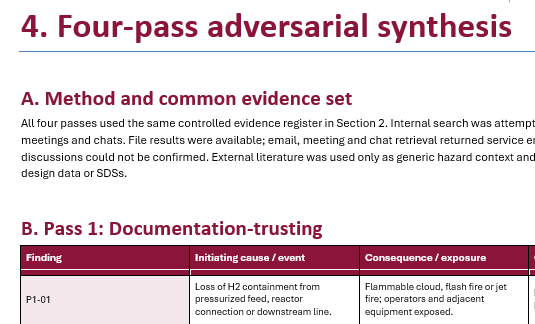 4. Four-pass adversarial synthesis
A. Method and common evidence set
All four passes used the same controlled evidence register in Section 2. Internal search was attempt
meetings and chats. File results were available; email, meeting and chat retrieval returned service er
discussions could not be confirmed. External literature was used only as generic hazard context and
design data or SDSs.
B. Pass 1: Documentation-trusting
Finding Initiating cause / event Consequence / exposure
P1-01 Loss of H2 containment from pressurized feed, reactor connection or downstream line. Flammable cloud, flash fire or jet fire; operators and adjacent equipment exposed.